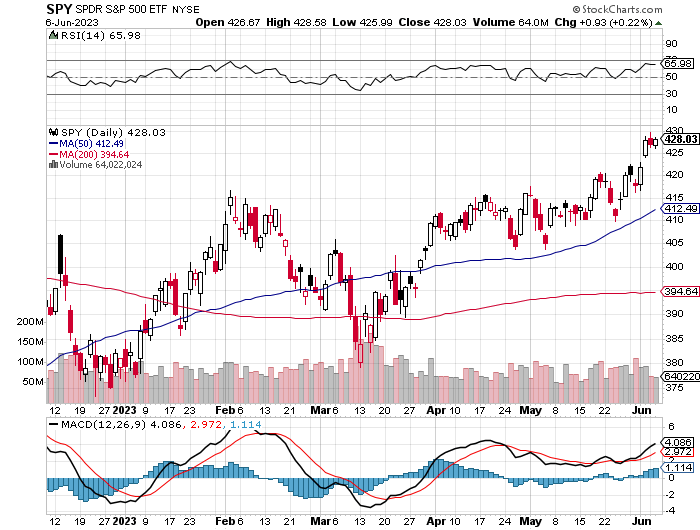 SPY SPDR S&P 500 ETF NYSE © StockCharts.com
6-Jun-2023 Open 426.67 High 428.58 Low 425.99 Close 428.03 Volume 64.0M Chg +0.93 (+0.22%)
RSI(14) 65.98
90
70
65.98
50
30
10
SPY (Daily) 428.03
MA(50) 412.49
MA(200) 394.64
Volume 64,022,024
430
428.03
425
420
415
412.49
410
405
400
394.64
390
385
380
640220
375
200M
150M
100M
50M
12 19 27 2023 9 17 23 Feb 6 13 21 Mar 6 13 20 27 Apr 10 17 24 May 8 15 22 Jun
MACD(12,26,9) 4.086, 2.972, 1.114
6
4.086
2.972
2
1.114
0
-2
-4
12 19 27 2023 9 17 23 Feb 6 13 21 Mar 6 13 20 27 Apr 10 17 24 May 8 15 22 Jun